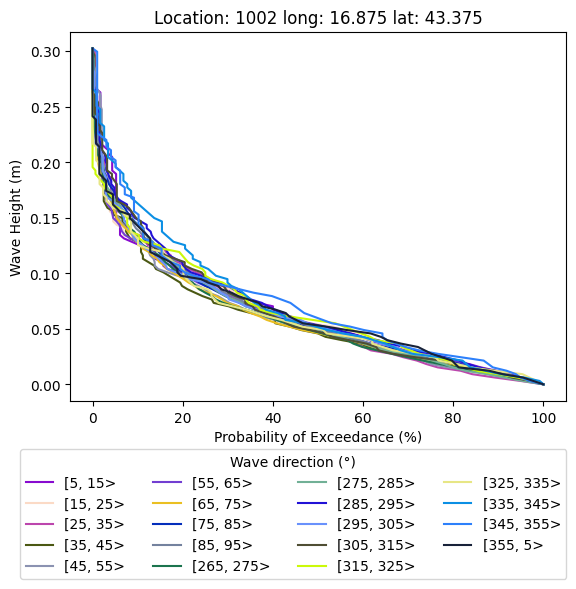 Location: 1002 long: 16.875 lat: 43.375
Wave Height (m)
0.30
0.25
0.20
0.15
0.10
0.05
0.00
0 20 40 60 80 100
Probability of Exceedance (%)
Wave direction (°)
[5, 15> [55, 65> [275, 285> [325, 335>
[15, 25> [65, 75> [285, 295> [335, 345>
[25, 35> [75, 85> [295, 305> [345, 355>
[35, 45> [85, 95> [305, 315> [355, 5>
[45, 55> [265, 275> [315, 325>